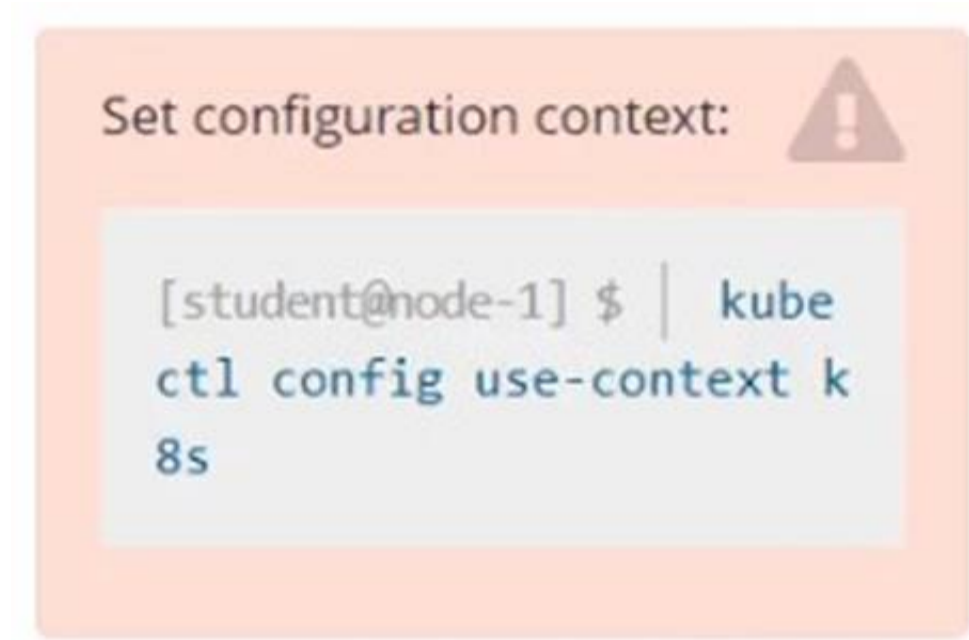 Set configuration context:
[student@node-1] $ | kube
ctl config use-context k
8s